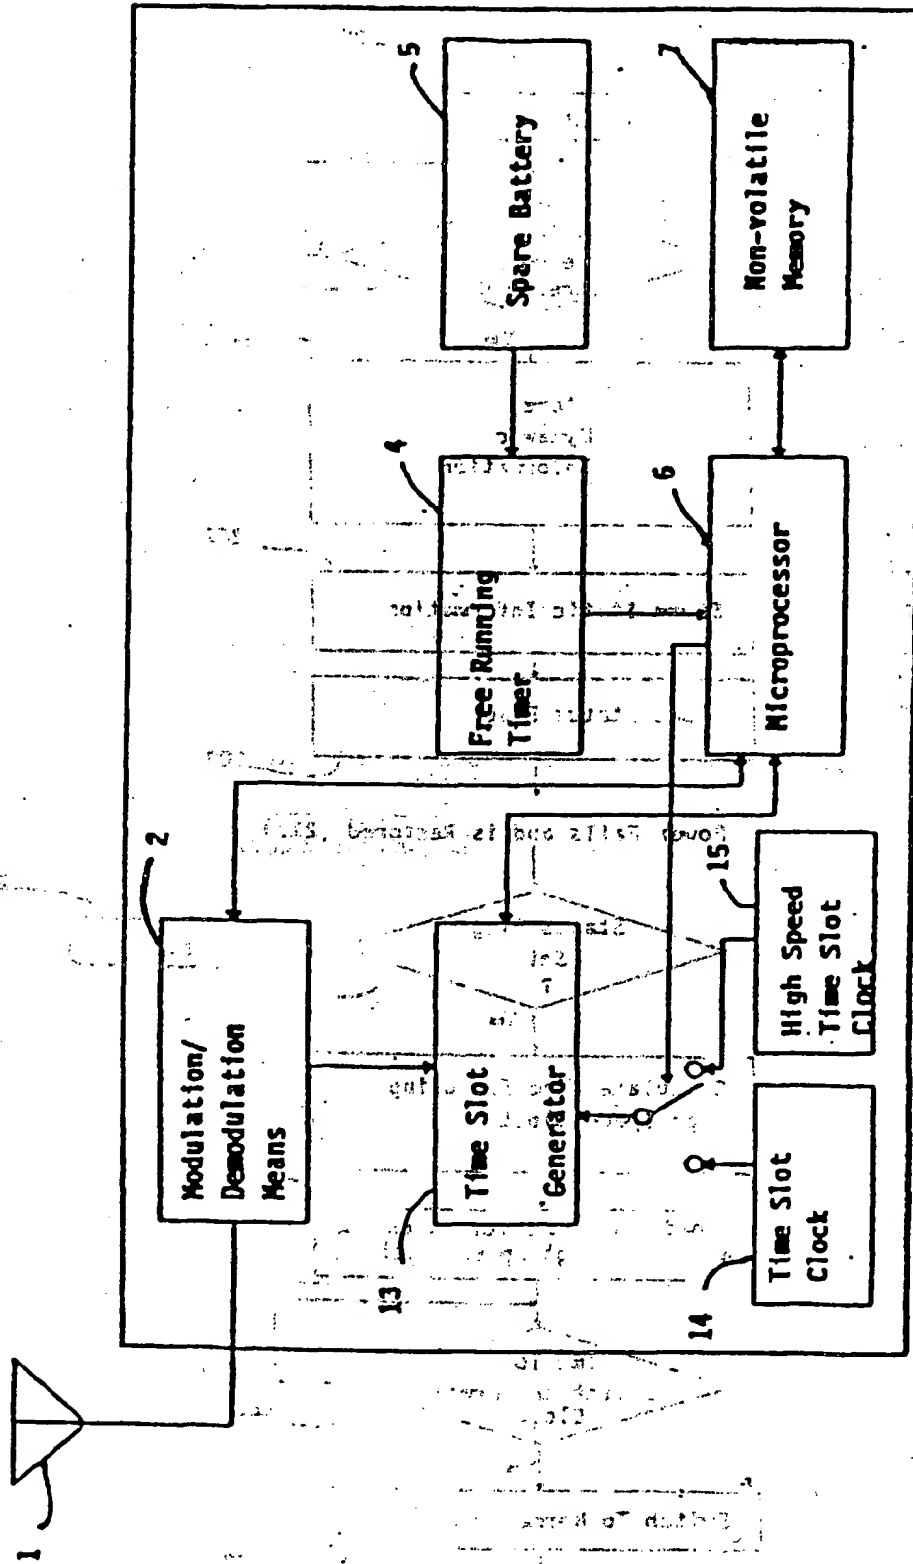 1
2
Modulation/
Demodulation
Means
13
Time Slot
Generator
14
Time Slot
Clock
15
High Speed
Time Slot
Clock
4
Free Running
Timer
5
Spare Battery
6
Microprocessor
7
Non-volatile
Memory